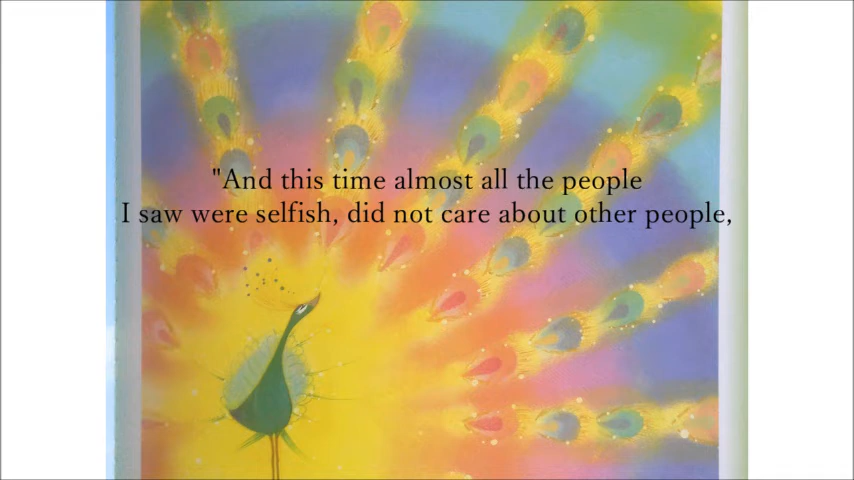 "And this time almost all the people
I saw were selfish, did not care about other people,